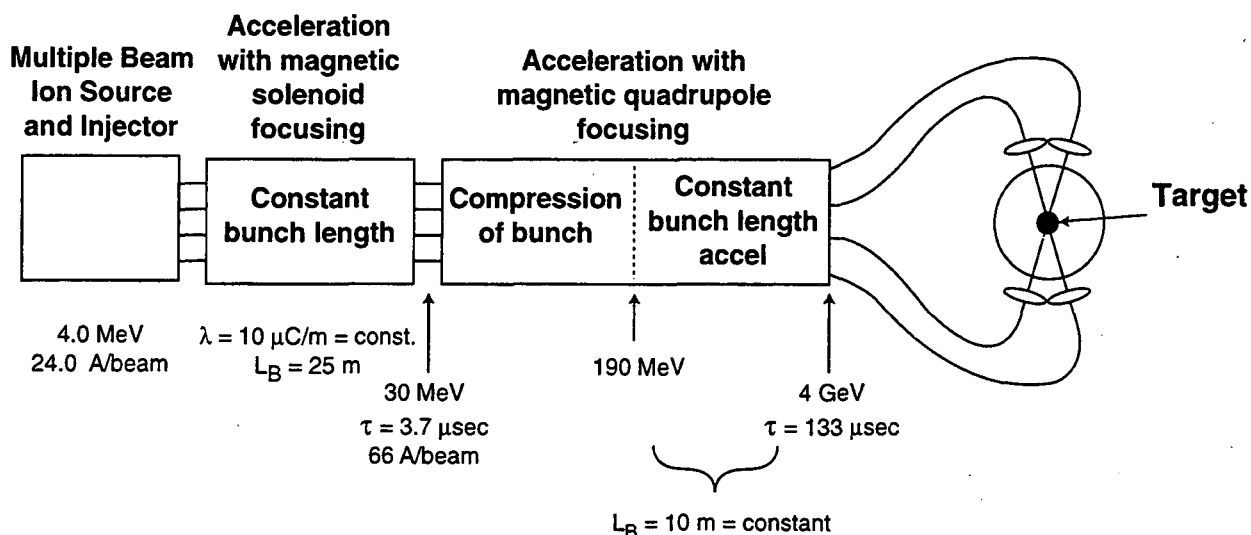 Multiple Beam
Ion Source
and Injector
Acceleration
with magnetic
solenoid
focusing
Acceleration with
magnetic quadrupole
focusing
Constant
bunch length
Compression
of bunch
Constant
bunch length
accel
Target
4.0 MeV
24.0 A/beam
λ = 10 μC/m = const.
L_B = 25 m
30 MeV
τ = 3.7 μsec
66 A/beam
190 MeV
4 GeV
τ = 133 μsec
L_B = 10 m = constant